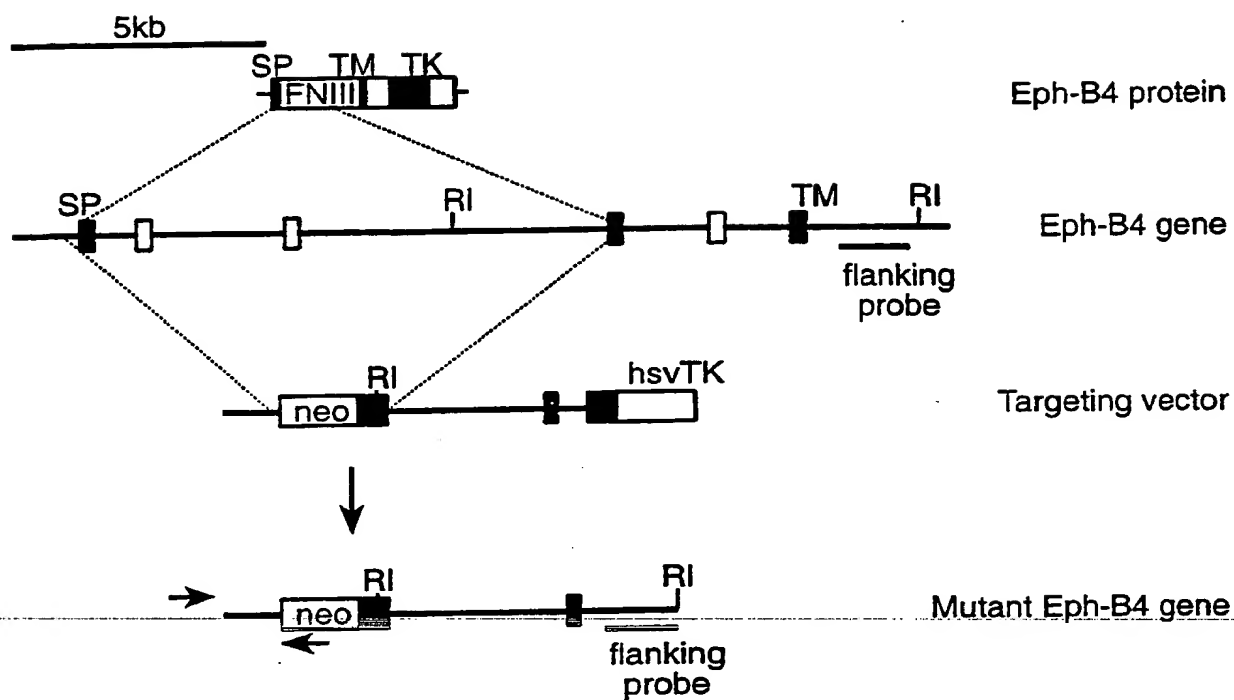 5kb
SP TM TK
FNIII
Eph-B4 protein
SP RI TM RI
Eph-B4 gene
flanking
probe
RI hsvTK
neo
Targeting vector
RI RI
neo
Mutant Eph-B4 gene
flanking
probe